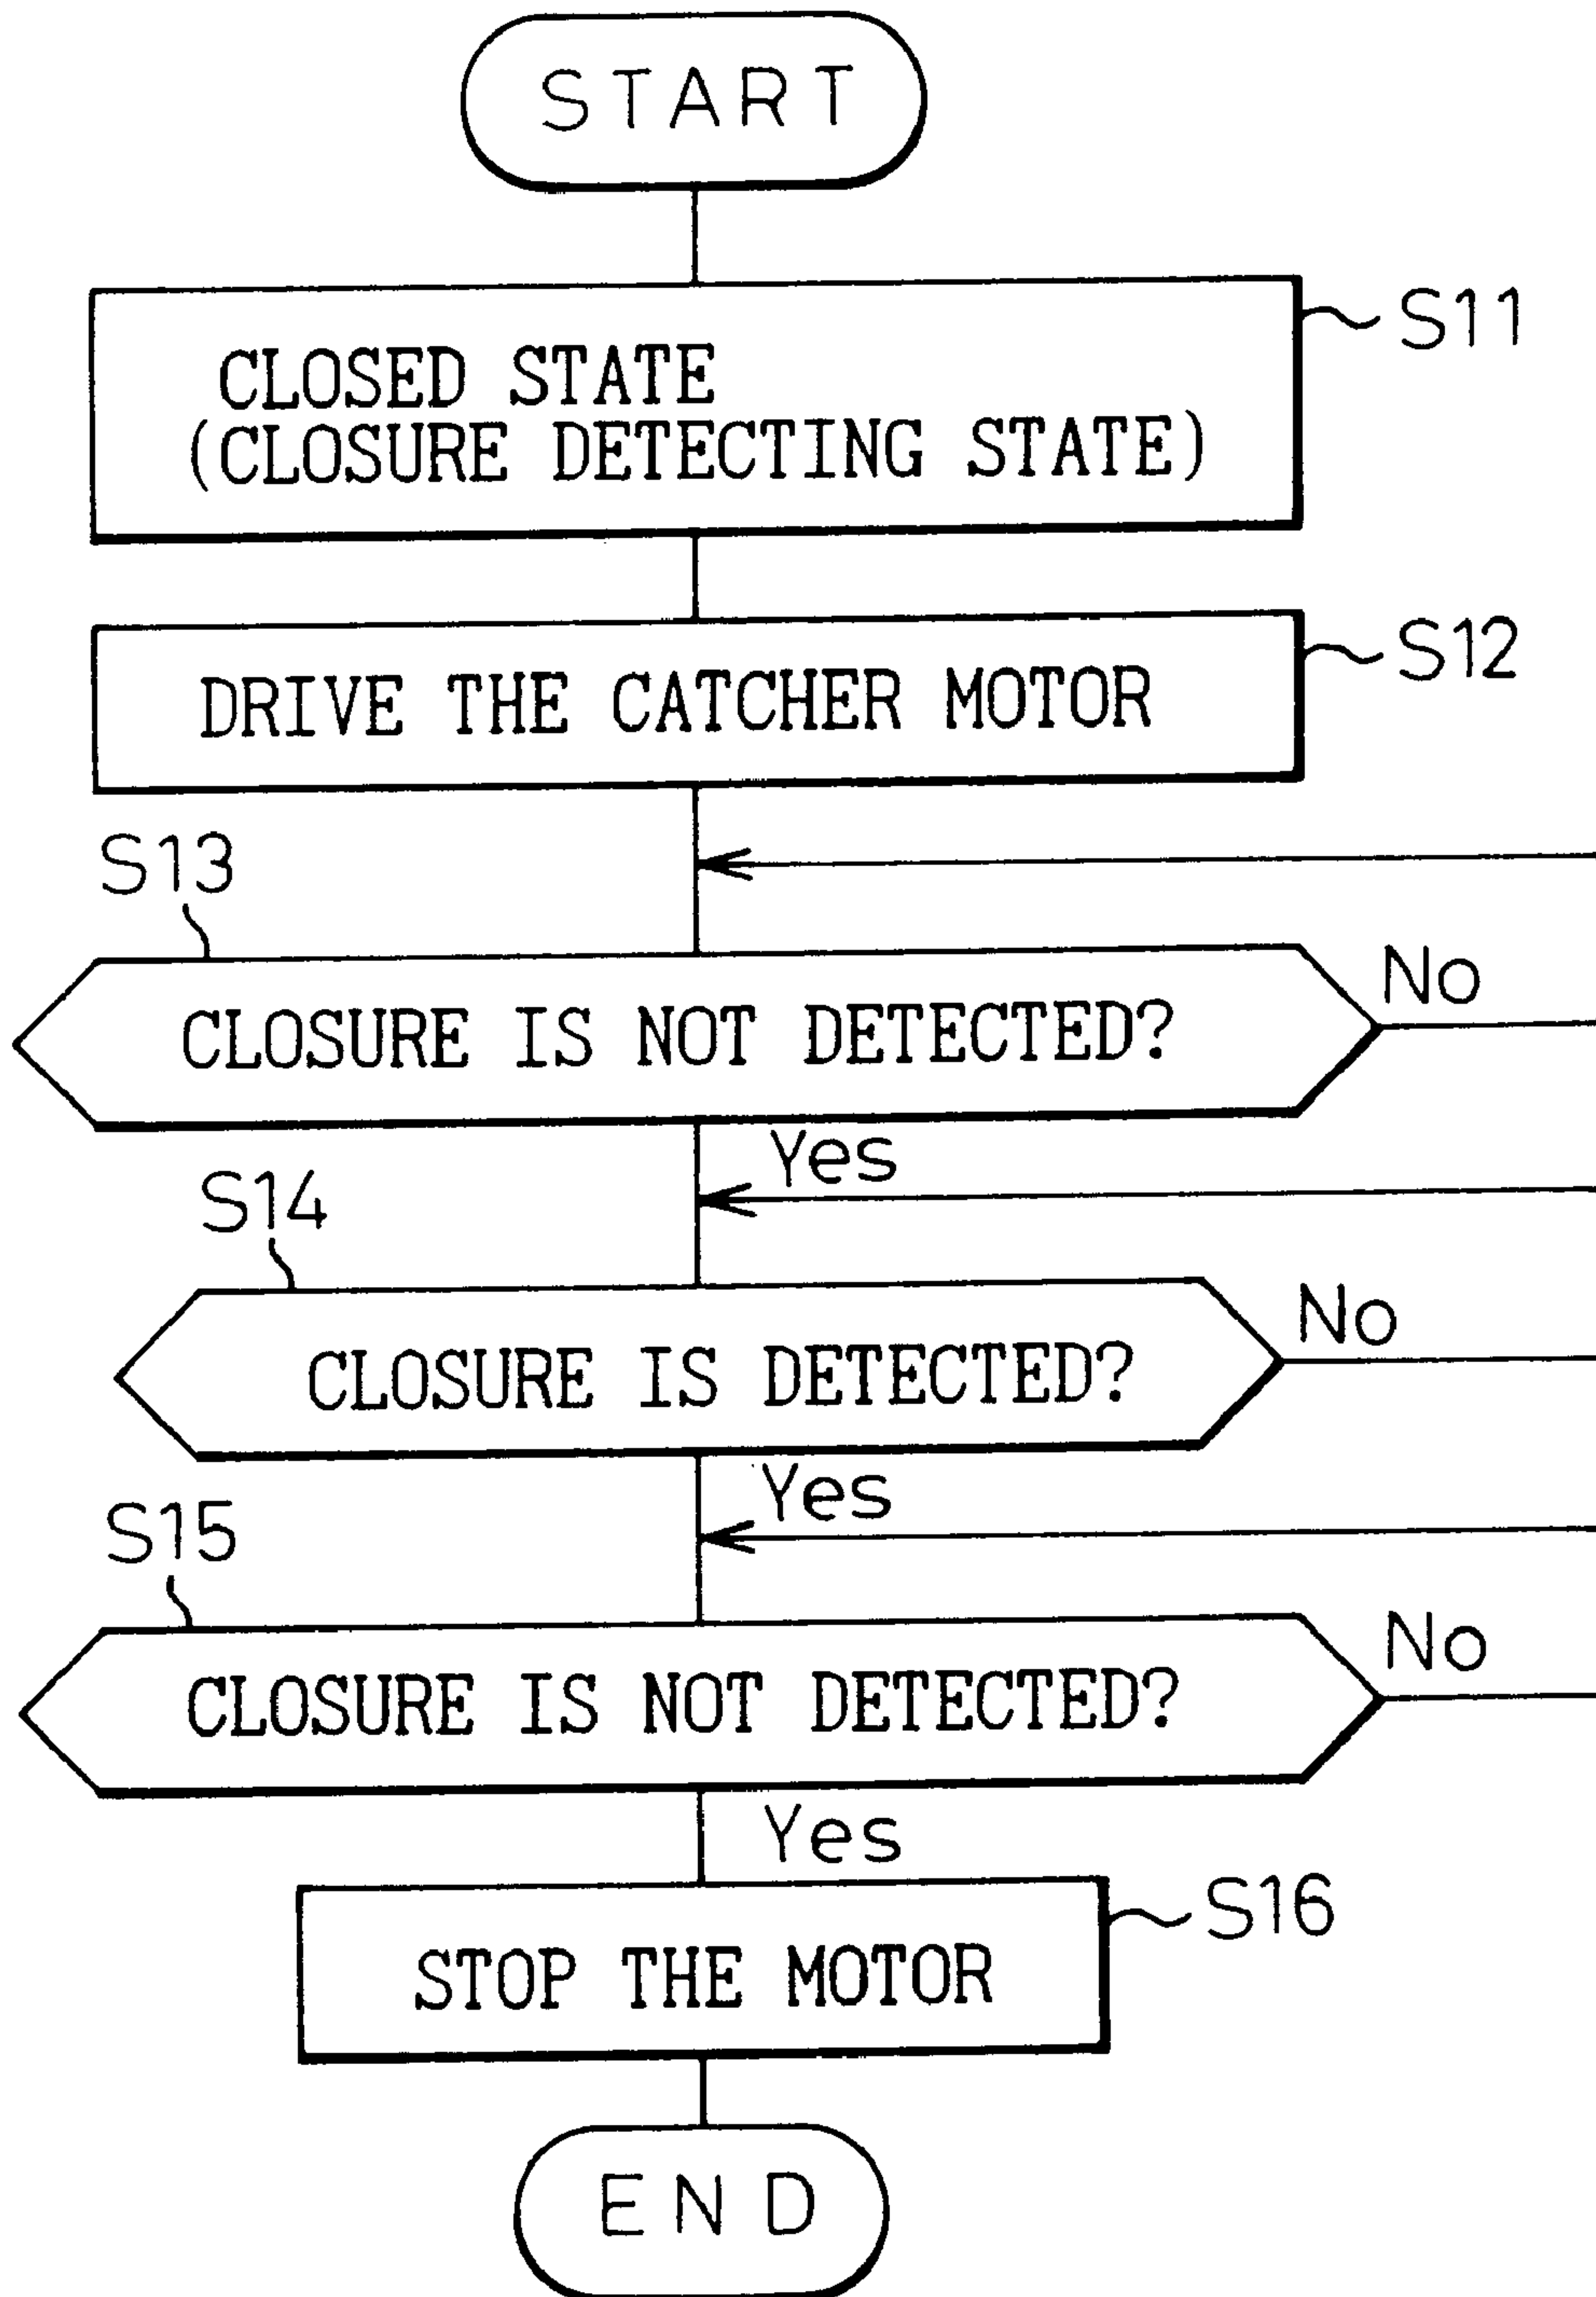 START
S11
CLOSED STATE
(CLOSURE DETECTING STATE)
S12
DRIVE THE CATCHER MOTOR
S13
CLOSURE IS NOT DETECTED?
No
Yes
S14
CLOSURE IS DETECTED?
No
Yes
S15
CLOSURE IS NOT DETECTED?
No
Yes
S16
STOP THE MOTOR
END